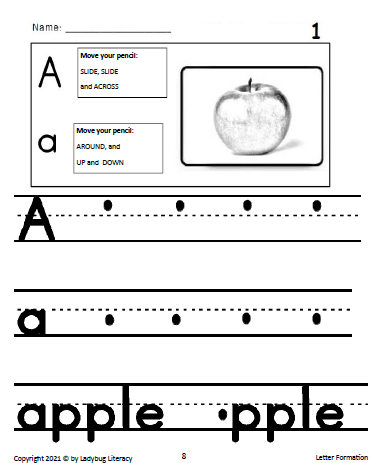 Name: ____________________ 1
A
Move your pencil:
SLIDE, SLIDE
and ACROSS
a
Move your pencil:
AROUND, and
UP and DOWN
A
a
apple •pple
Copyright 2021 © by Ladybug Literacy 8 Letter Formation